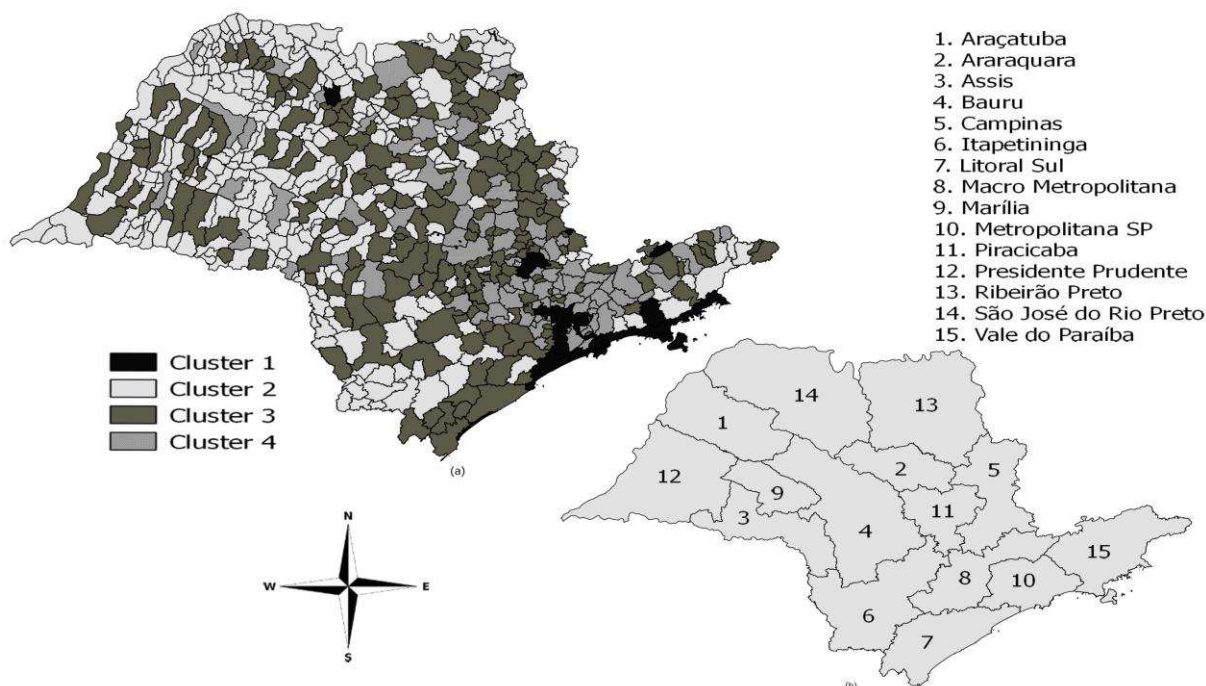 1. Araçatuba
2. Araraquara
3. Assis
4. Bauru
5. Campinas
6. Itapetininga
7. Litoral Sul
8. Macro Metropolitana
9. Marília
10. Metropolitana SP
11. Piracicaba
12. Presidente Prudente
13. Ribeirão Preto
14. São José do Rio Preto
15. Vale do Paraíba
Cluster 1
Cluster 2
Cluster 3
Cluster 4
(a)
14
13
1
2
5
12
9
3
11
4
15
8
10
6
7
(b)
N
W
E
S